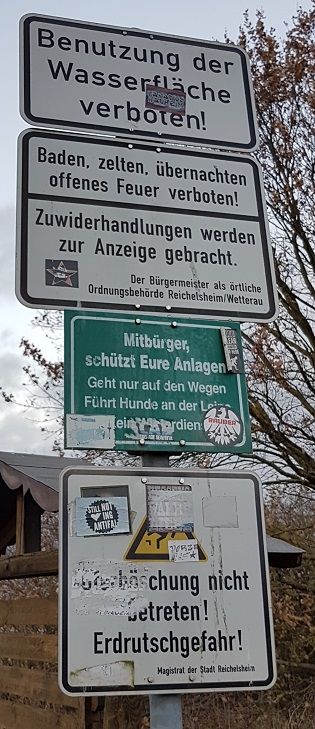 Benutzung der
Wasserfläche
verboten!
Baden, zelten, übernachten
offenes Feuer verboten!
Zuwiderhandlungen werden
zur Anzeige gebracht.
Der Bürgermeister als örtliche
Ordnungsbehörde Reichelsheim/Wetterau
Mitbürger,
schützt Eure Anlagen
Geht nur auf den Wegen
Führt Hunde an der Leine
STILL NOT
LOVING
ANTIFA!
nicht
betreten!
Erdrutschgefahr!
Magistrat der Stadt Reichelsheim